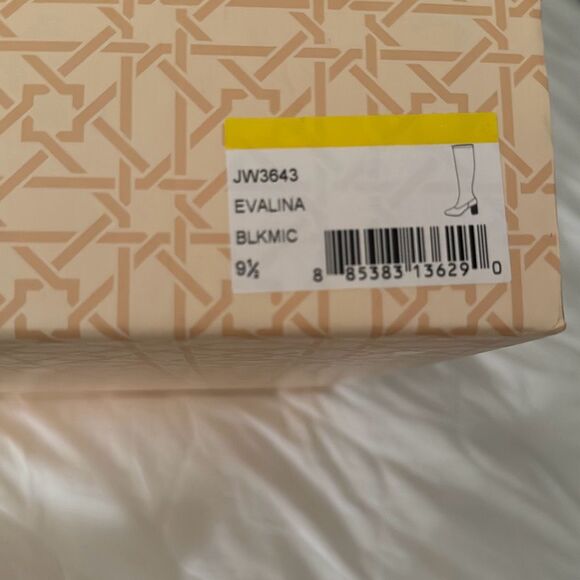 JW3643
EVALINA
BLKMIC
9½
8 85383 13629 0